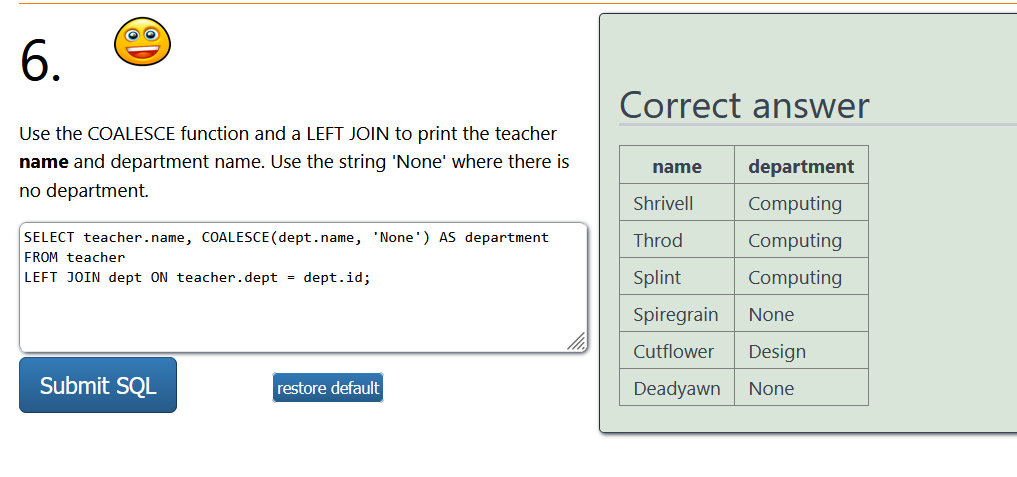 6.
Use the COALESCE function and a LEFT JOIN to print the teacher
name and department name. Use the string 'None' where there is
no department.
SELECT teacher.name, COALESCE(dept.name, 'None') AS department
FROM teacher
LEFT JOIN dept ON teacher.dept = dept.id;
Submit SQL
restore default
Correct answer
name department
Shrivell Computing
Throd Computing
Splint Computing
Spiregrain None
Cutflower Design
Deadyawn None